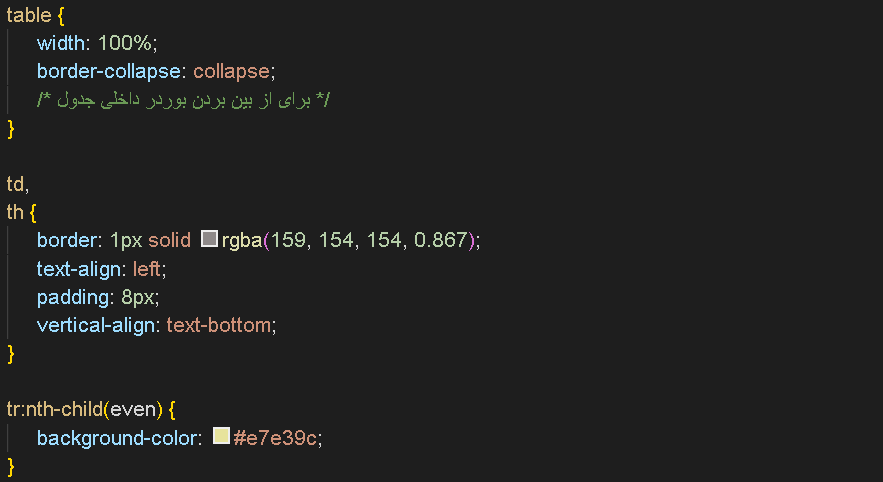 table {
width: 100%;
border-collapse: collapse;
/* برای از بین بردن بوردر داخلی جدول */
}
td,
th {
border: 1px solid rgba(159, 154, 154, 0.867);
text-align: left;
padding: 8px;
vertical-align: text-bottom;
}
tr:nth-child(even) {
background-color: #e7e39c;
}